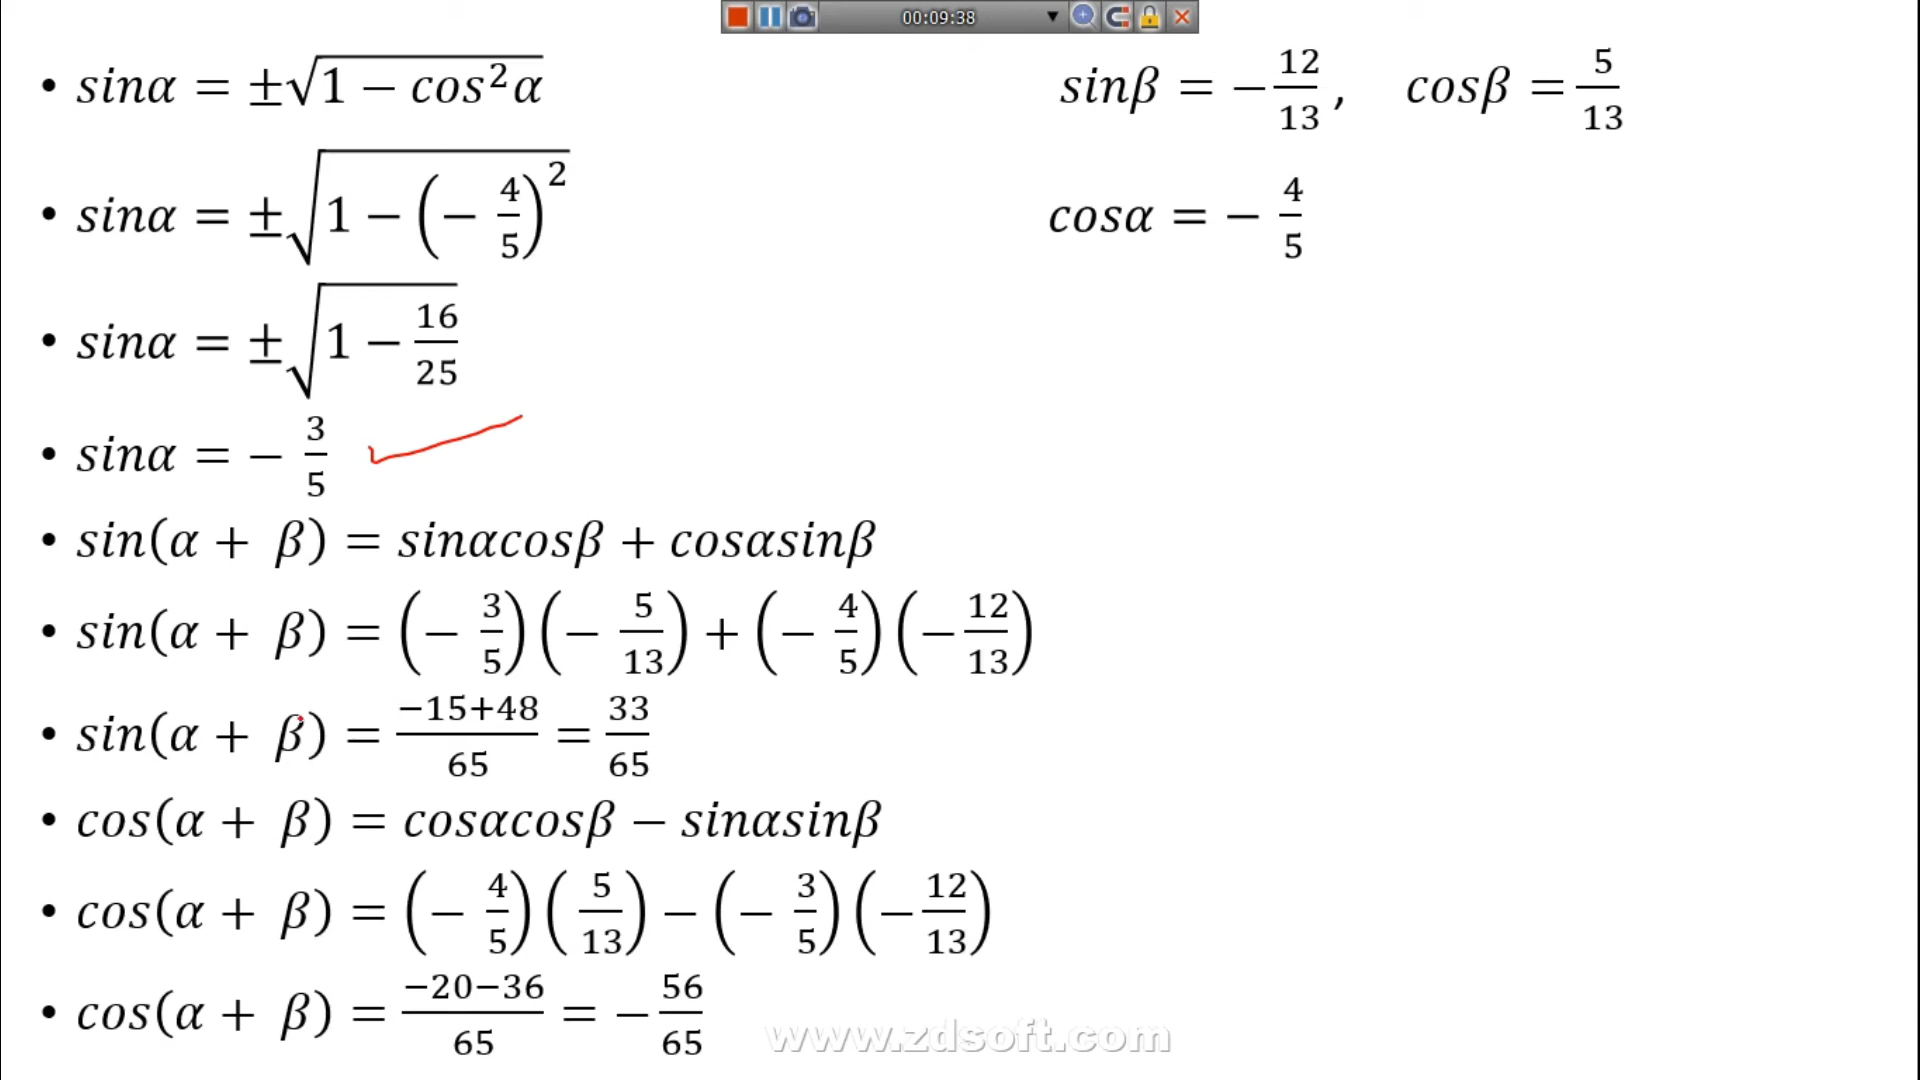 00:09:38
• sinα = ±√(1 − cos²α)
sinβ = −12/13 , cosβ = 5/13
• sinα = ±√(1 − (− 4/5)²)
cosα = − 4/5
• sinα = ±√(1 − 16/25)
• sinα = − 3/5
• sin(α + β) = sinαcosβ + cosαsinβ
• sin(α + β) = (− 3/5)(− 5/13) + (− 4/5)(−12/13)
• sin(α + β) = (−15+48)/65 = 33/65
• cos(α + β) = cosαcosβ − sinαsinβ
• cos(α + β) = (− 4/5)(5/13) − (− 3/5)(−12/13)
• cos(α + β) = (−20−36)/65 = −56/65
www.zdsoft.com